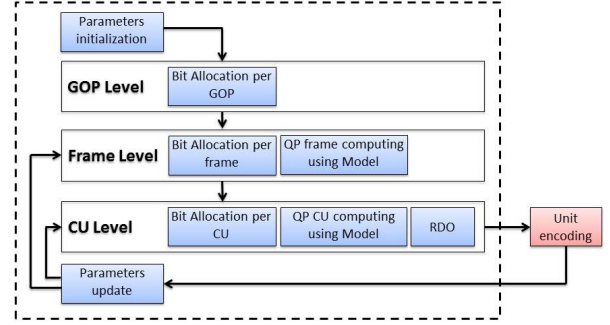 Parameters
initialization
GOP Level
Bit Allocation per
GOP
Frame Level
Bit Allocation per
frame
QP frame computing
using Model
CU Level
Bit Allocation per
CU
QP CU computing
using Model
RDO
Unit
encoding
Parameters
update